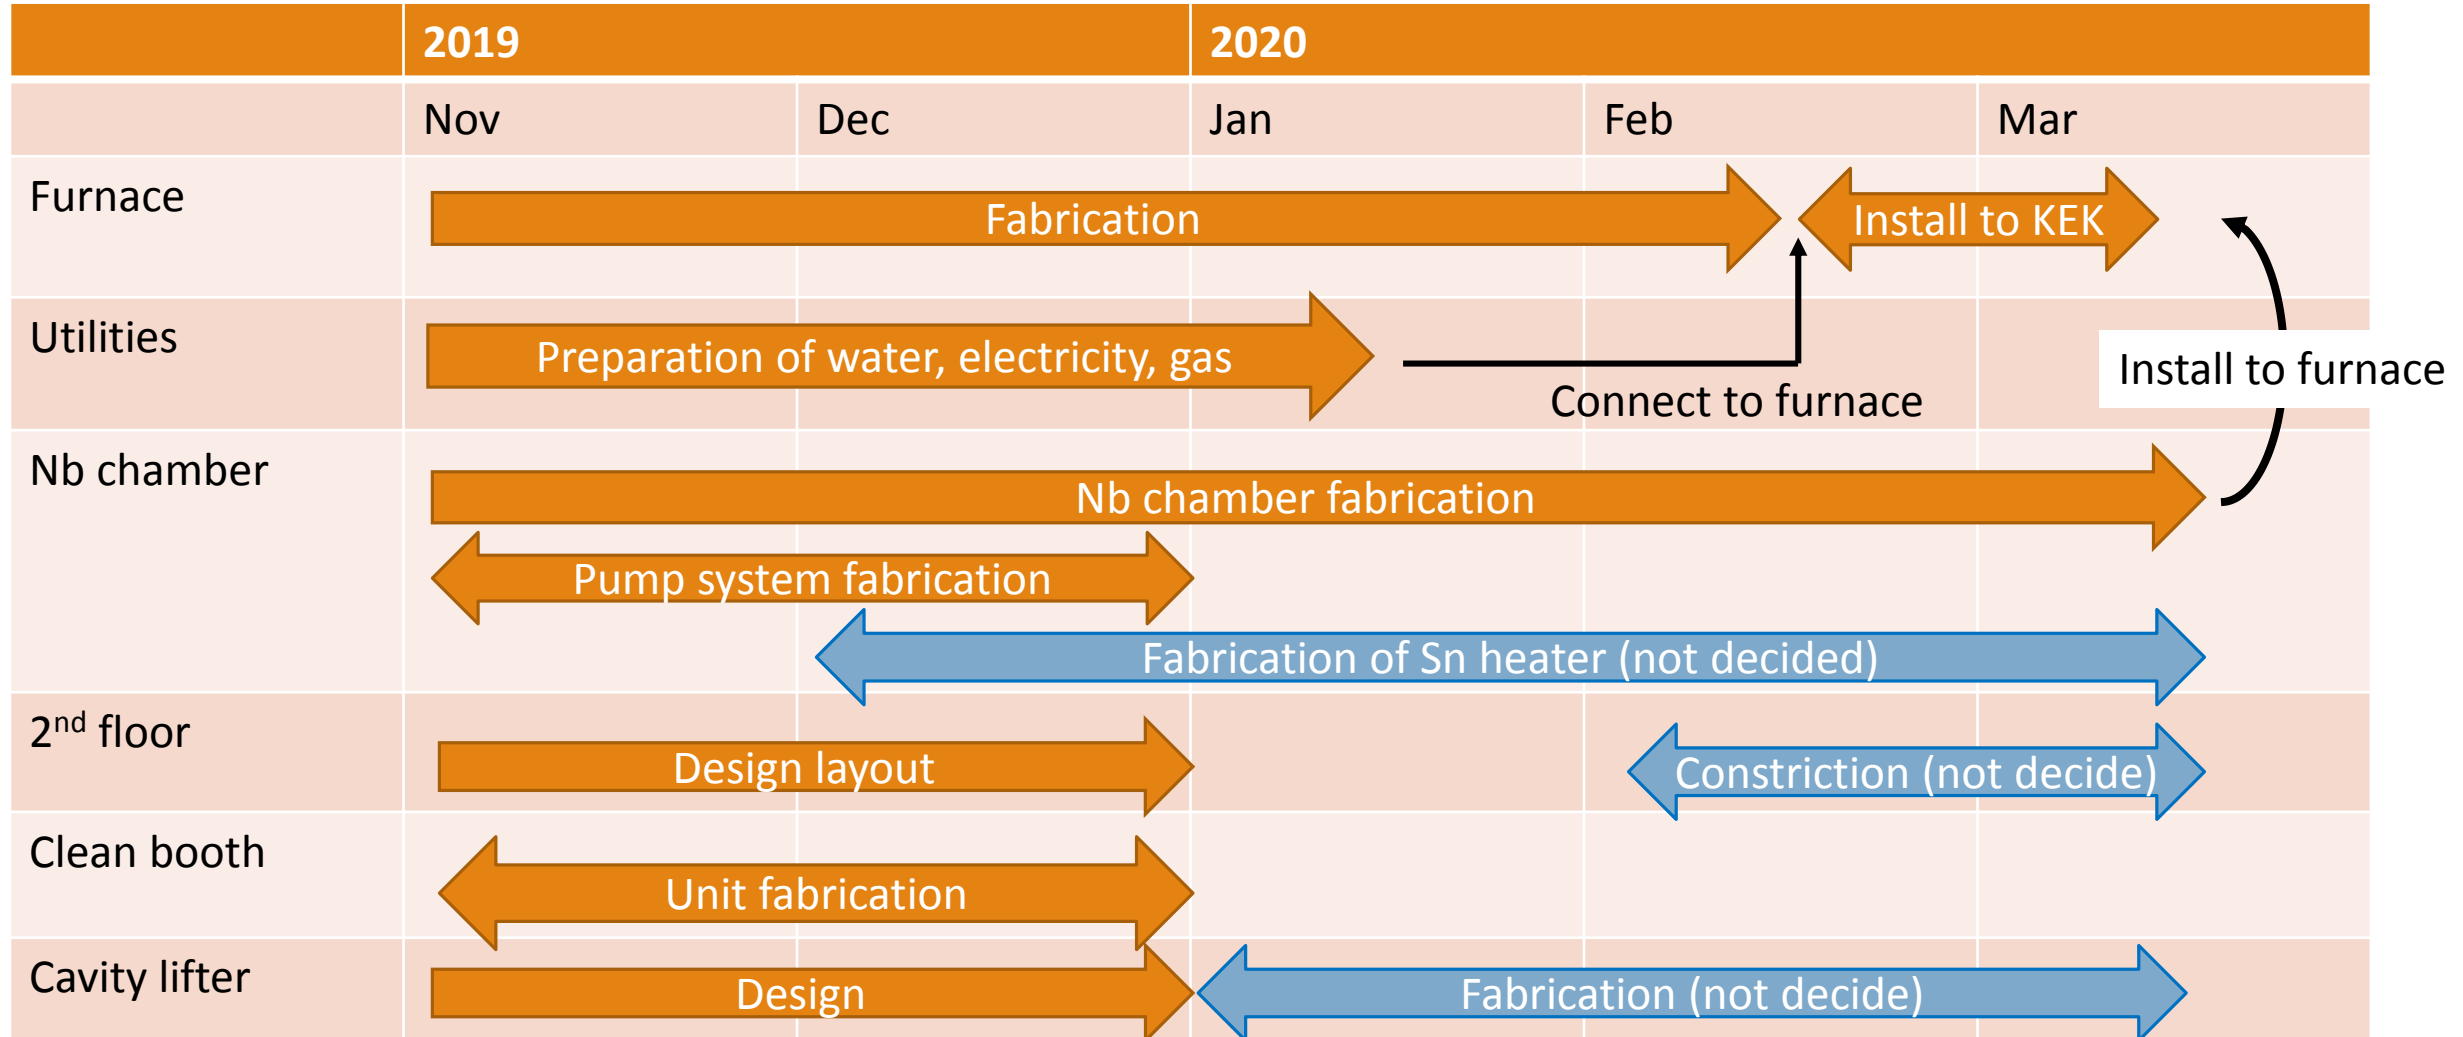 2019 2020
Nov Dec Jan Feb Mar
Furnace
Fabrication
Install to KEK
Utilities
Preparation of water, electricity, gas
Connect to furnace
Install to furnace
Nb chamber
Nb chamber fabrication
Pump system fabrication
Fabrication of Sn heater (not decided)
2nd floor
Design layout
Constriction (not decide)
Clean booth
Unit fabrication
Cavity lifter
Design
Fabrication (not decide)